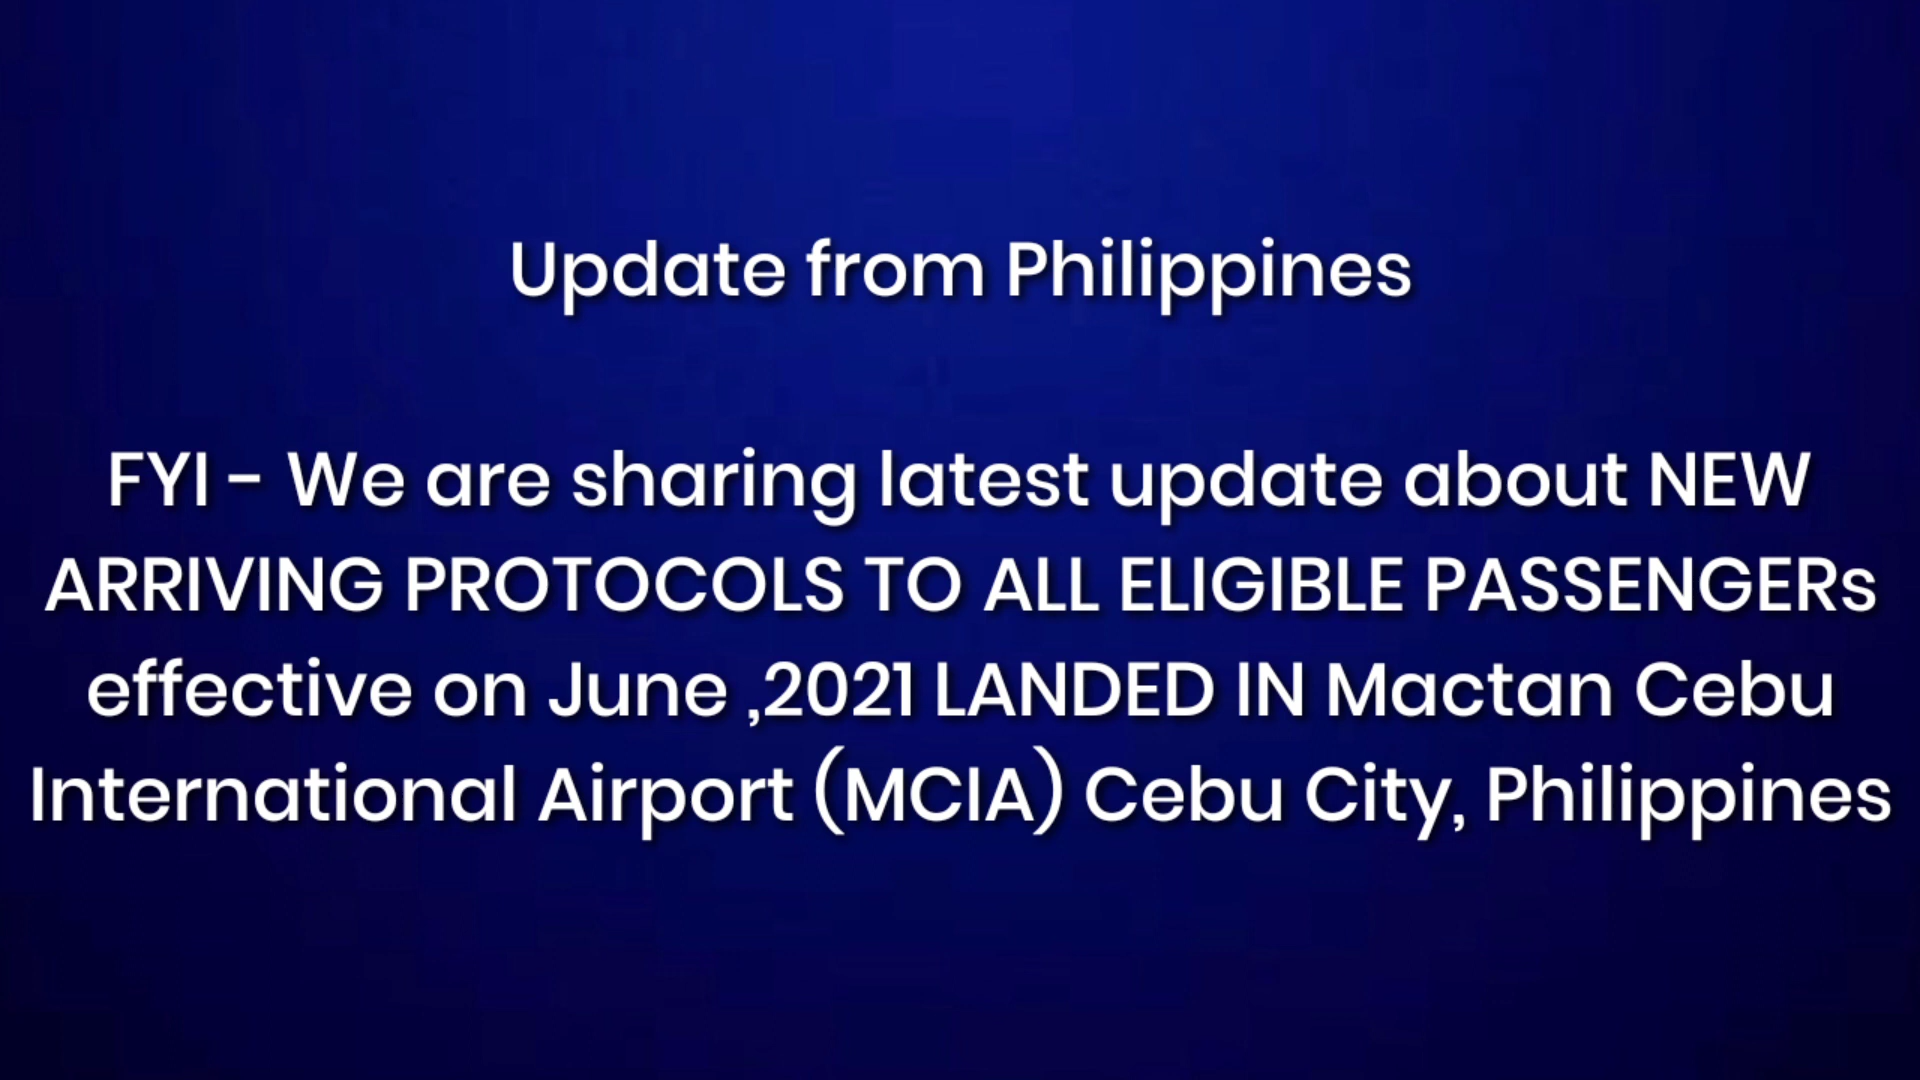 Update from Philippines
FYI - We are sharing latest update about NEW
ARRIVING PROTOCOLS TO ALL ELIGIBLE PASSENGERs
effective on June ,2021 LANDED IN Mactan Cebu
International Airport (MCIA) Cebu City, Philippines